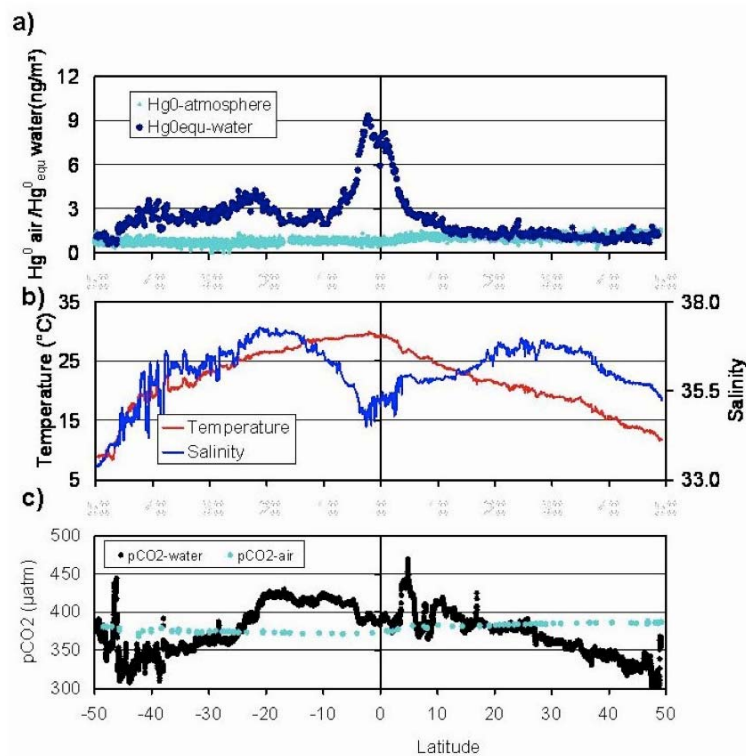 a)
Hg⁰ air /Hg⁰equ water(ng/m³)
12
9
6
3
0
Hg0-atmosphere
Hg0equ-water
b)
Temperature (°C)
35
25
15
5
Temperature
Salinity
38.0
35.5
33.0
Salinity
c)
pCO2 (µatm)
500
450
400
350
300
pCO2-water
pCO2-air
-50 -40 -30 -20 -10 0 10 20 30 40 50
Latitude